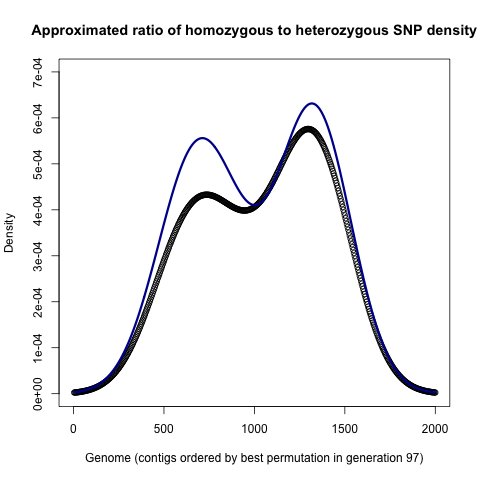 Approximated ratio of homozygous to heterozygous SNP density
7e-04
6e-04
5e-04
4e-04
3e-04
2e-04
1e-04
0e+00
Density
0 500 1000 1500 2000
Genome (contigs ordered by best permutation in generation 97)